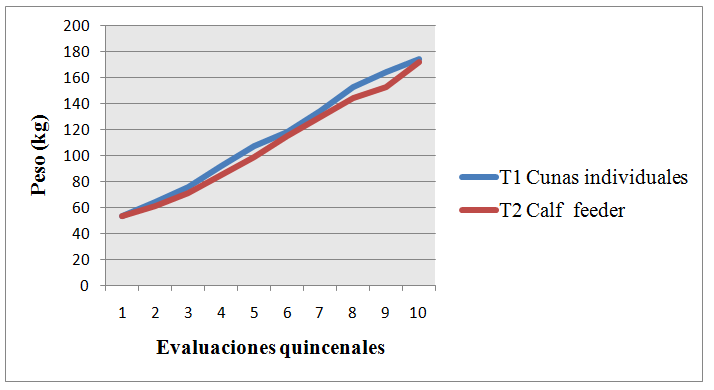 200
180
160
140
120
100
80
60
40
20
0
Peso (kg)
1 2 3 4 5 6 7 8 9 10
Evaluaciones quincenales
T1 Cunas individuales
T2 Calf feeder